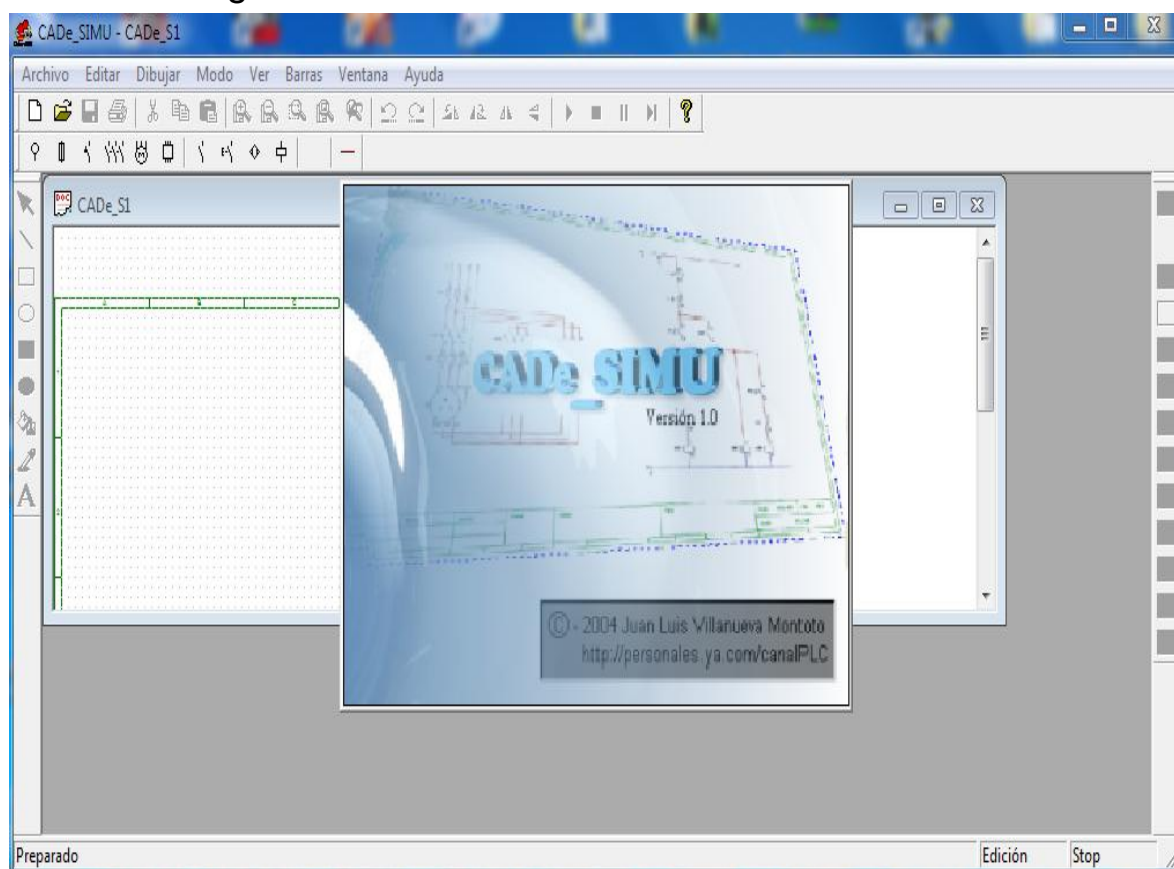 CADe_SIMU - CADe_S1
Archivo Editar Dibujar Modo Ver Barras Ventana Ayuda
CADe_S1
CADe_SIMU
Versión 1.0
© - 2004 Juan Luis Villanueva Montoto
http://personales.ya.com/canalPLC
Preparado Edición Stop